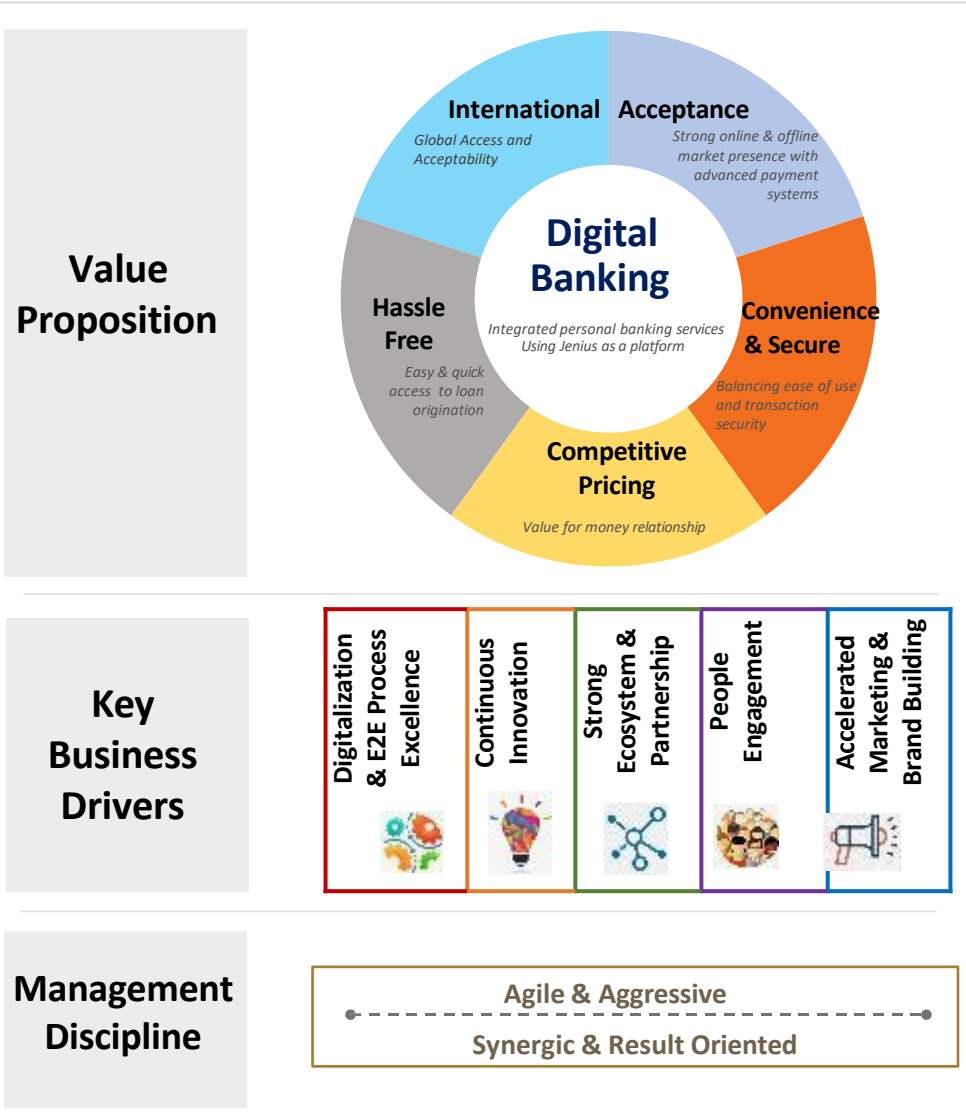 Value
Proposition
International
Global Access and
Acceptability
Acceptance
Strong online & offline
market presence with
advanced payment
systems
Digital
Banking
Integrated personal banking services
Using Jenius as a platform
Hassle
Free
Easy & quick
access to loan
origination
Convenience
& Secure
Balancing ease of use
and transaction
security
Competitive
Pricing
Value for money relationship
Key
Business
Drivers
Digitalization
& E2E Process
Excellence
Continuous
Innovation
Strong
Ecosystem &
Partnership
People
Engagement
Accelerated
Marketing &
Brand Building
Management
Discipline
Agile & Aggressive
Synergic & Result Oriented